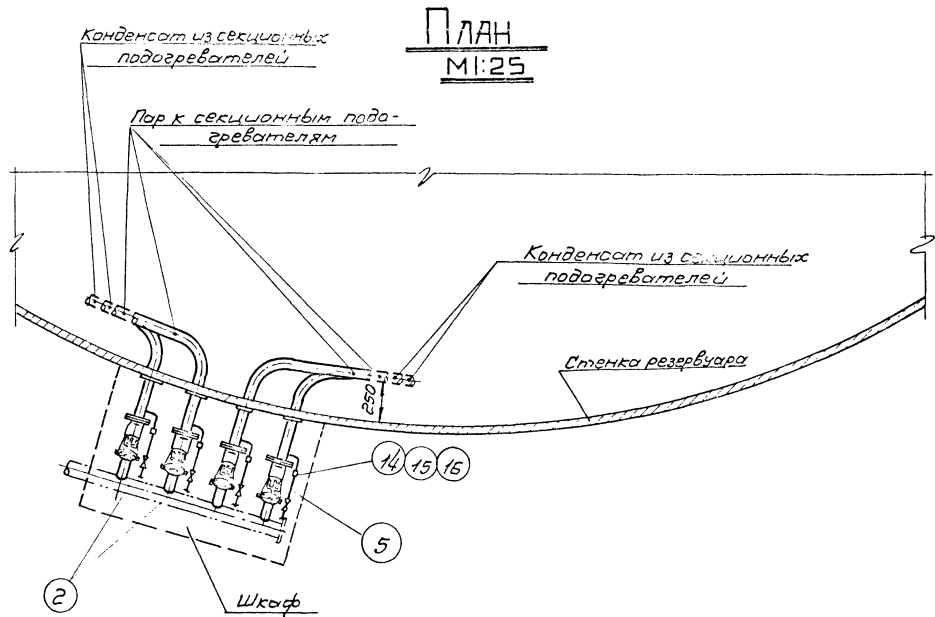 План
М1:25
Конденсат из секционных
подогревателей
Пар к секционным подо-
гревателям
Конденсат из секционных
подогревателей
Стенка резервуара
250
14 15 16
5
2
Шкаф